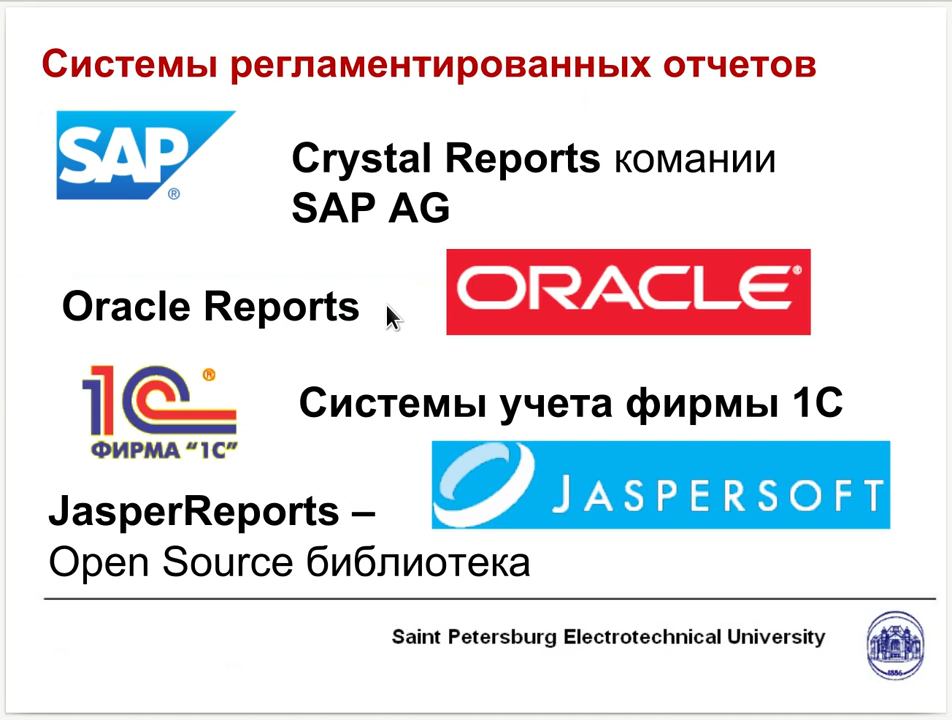 Системы регламентированных отчетов
SAP ®
Crystal Reports комании
SAP AG
ORACLE®
Oracle Reports
1С ®
Системы учета фирмы 1С
ФИРМА “1С”
JASPERSOFT
JasperReports –
Open Source библиотека
Saint Petersburg Electrotechnical University
1886